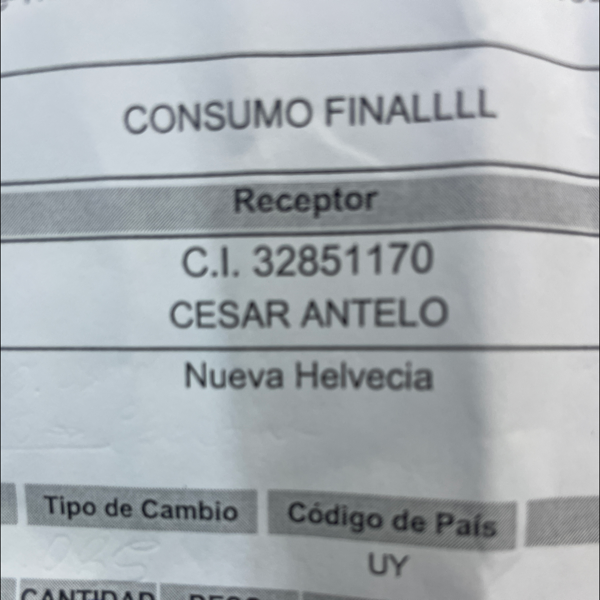 CONSUMO FINALLLL
Receptor
C.I. 32851170
CESAR ANTELO
Nueva Helvecia
Tipo de Cambio Código de País
UY
CANTIDAD